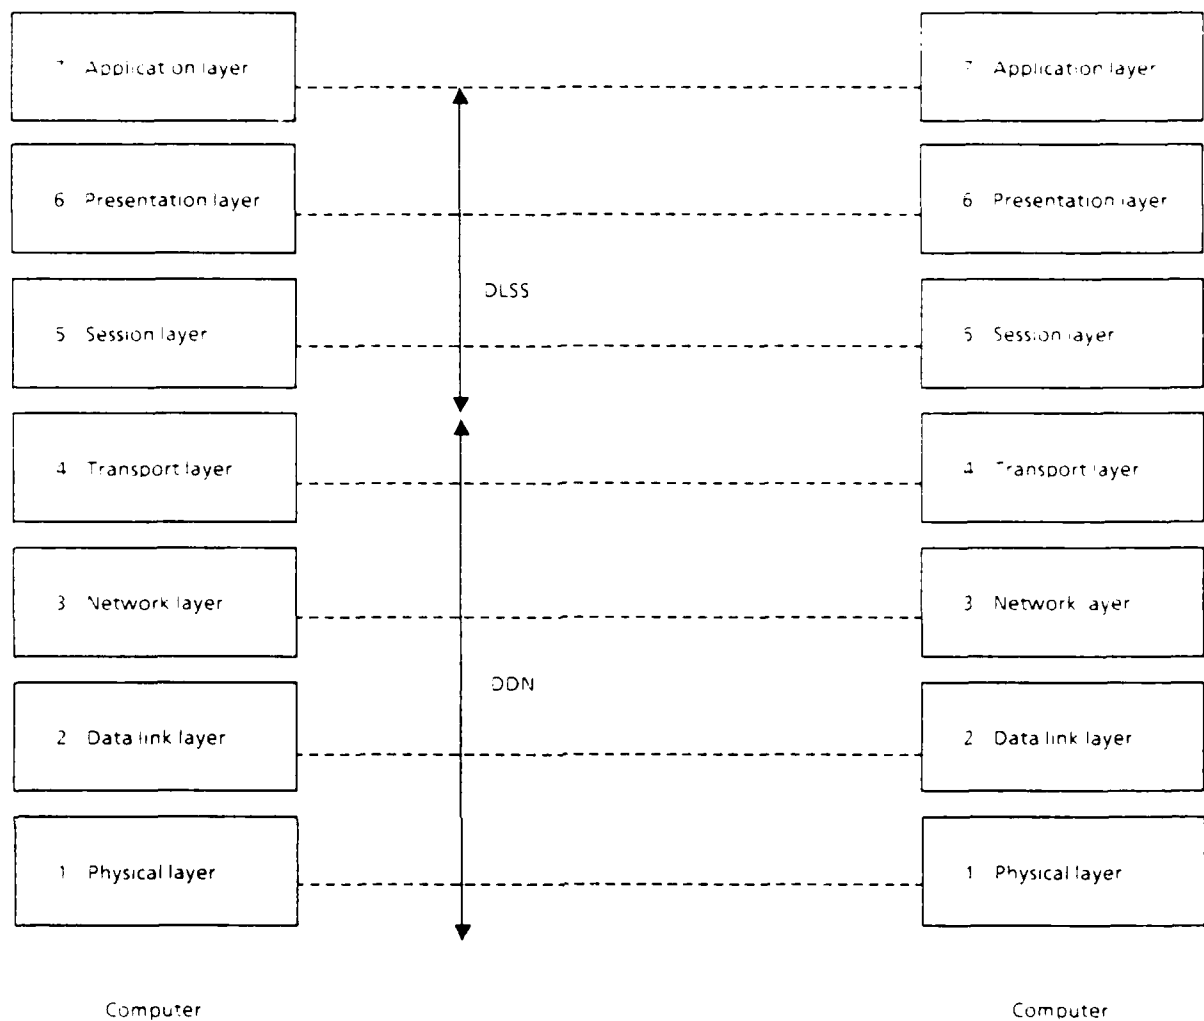 7 Application layer
7 Application layer
6 Presentation layer
6 Presentation layer
DLSS
5 Session layer
5 Session layer
4 Transport layer
4 Transport layer
3 Network layer
3 Network layer
DDN
2 Data link layer
2 Data link layer
1 Physical layer
1 Physical layer
Computer
Computer